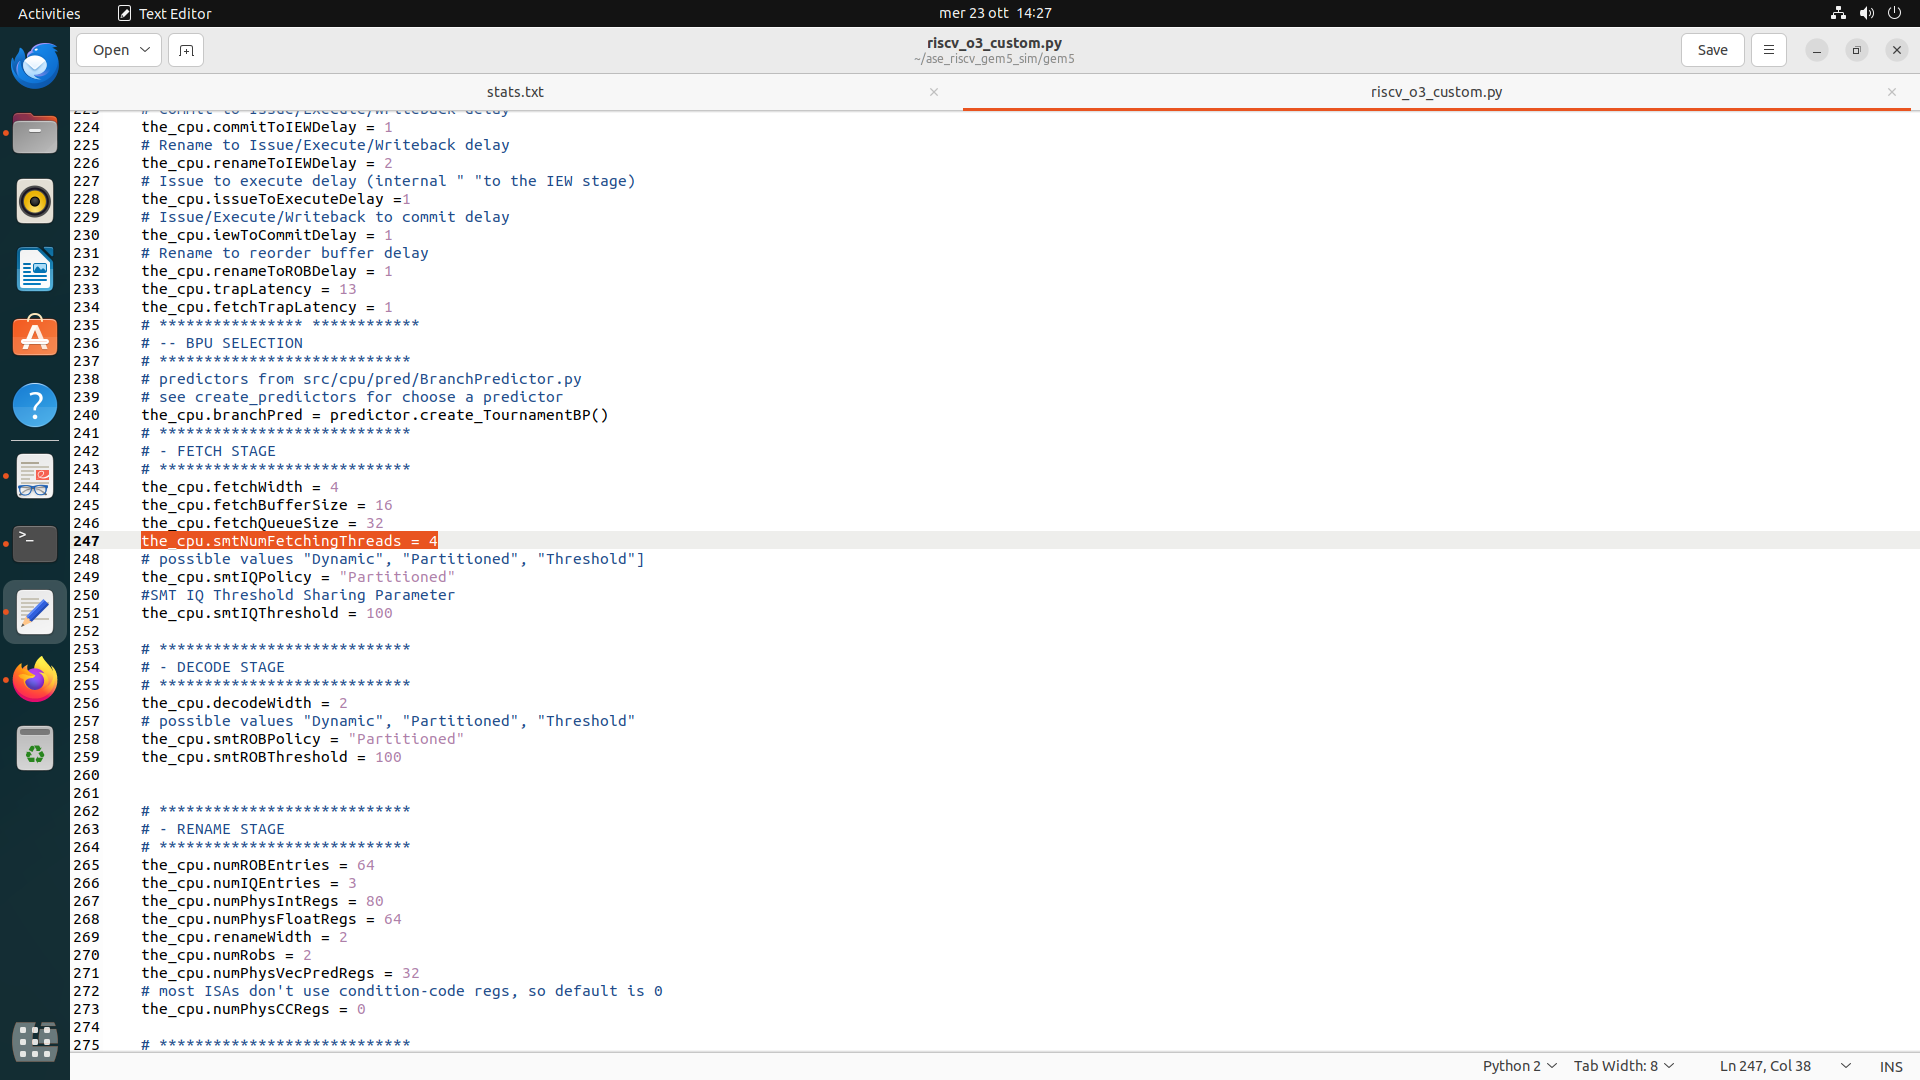 Activities
Text Editor
mer 23 ott 14:27
Open
riscv_o3_custom.py
~/ase_riscv_gem5_sim/gem5
Save
stats.txt
riscv_o3_custom.py
223 # Commit to Issue/Execute/Writeback delay
224 the_cpu.commitToIEWDelay = 1
225 # Rename to Issue/Execute/Writeback delay
226 the_cpu.renameToIEWDelay = 2
227 # Issue to execute delay (internal " "to the IEW stage)
228 the_cpu.issueToExecuteDelay =1
229 # Issue/Execute/Writeback to commit delay
230 the_cpu.iewToCommitDelay = 1
231 # Rename to reorder buffer delay
232 the_cpu.renameToROBDelay = 1
233 the_cpu.trapLatency = 13
234 the_cpu.fetchTrapLatency = 1
235 # **************** ************
236 # -- BPU SELECTION
237 # ****************************
238 # predictors from src/cpu/pred/BranchPredictor.py
239 # see create_prediictors for choose a predictor
240 the_cpu.branchPred = predictor.create_TournamentBP()
241 # ****************************
242 # - FETCH STAGE
243 # ****************************
244 the_cpu.fetchWidth = 4
245 the_cpu.fetchBufferSize = 16
246 the_cpu.fetchQueueSize = 32
247 the_cpu.smtNumFetchingThreads = 4
248 # possible values "Dynamic", "Partitioned", "Threshold"]
249 the_cpu.smtIQPolicy = "Partitioned"
250 #SMT IQ Threshold Sharing Parameter
251 the_cpu.smtIQThreshold = 100
252
253 # ****************************
254 # - DECODE STAGE
255 # ****************************
256 the_cpu.decodeWidth = 2
257 # possible values "Dynamic", "Partitioned", "Threshold"
258 the_cpu.smtROBPolicy = "Partitioned"
259 the_cpu.smtROBThreshold = 100
260
261
262 # ****************************
263 # - RENAME STAGE
264 # ****************************
265 the_cpu.numROBEntries = 64
266 the_cpu.numIQEntries = 3
267 the_cpu.numPhysIntRegs = 80
268 the_cpu.numPhysFloatRegs = 64
269 the_cpu.renameWidth = 2
270 the_cpu.numRobs = 2
271 the_cpu.numPhysVecPredRegs = 32
272 # most ISAs don't use condition-code regs, so default is 0
273 the_cpu.numPhysCCRegs = 0
274
275 # ****************************
Python 2
Tab Width: 8
Ln 247, Col 38
INS